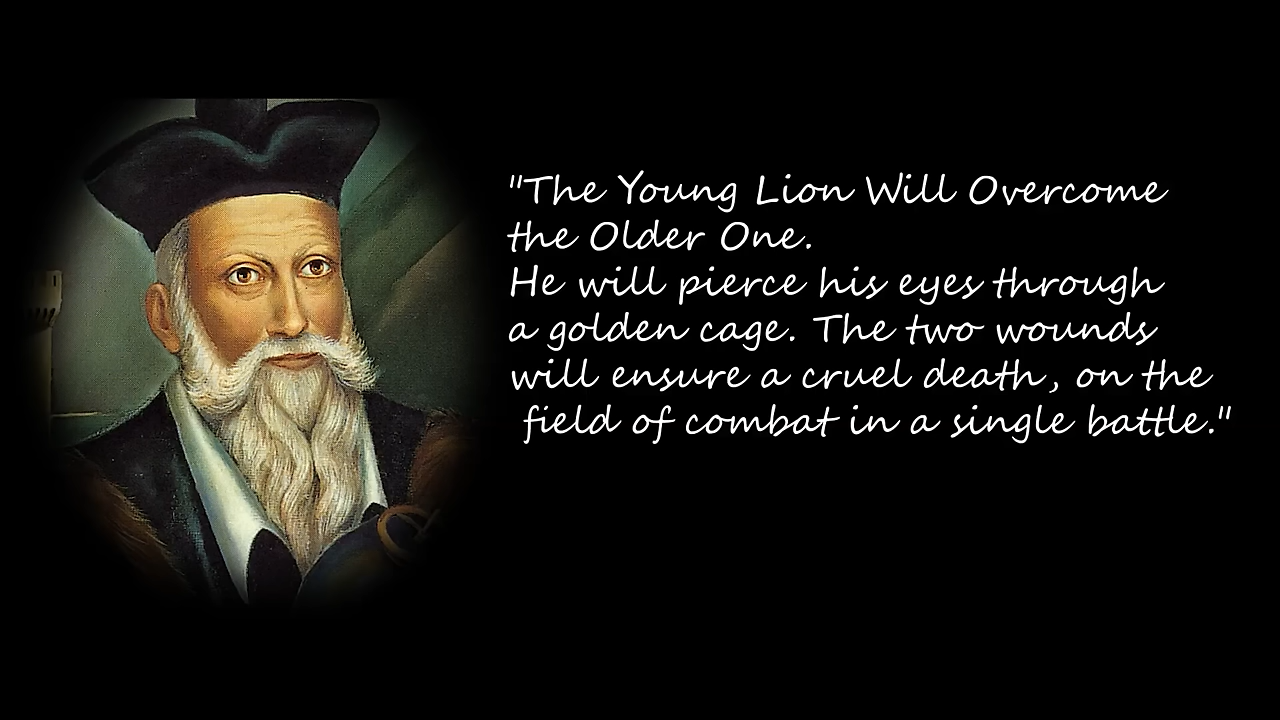 "The Young Lion Will Overcome
the Older One.
He will pierce his eyes through
a golden cage. The two wounds
will ensure a cruel death, on the
field of combat in a single battle."